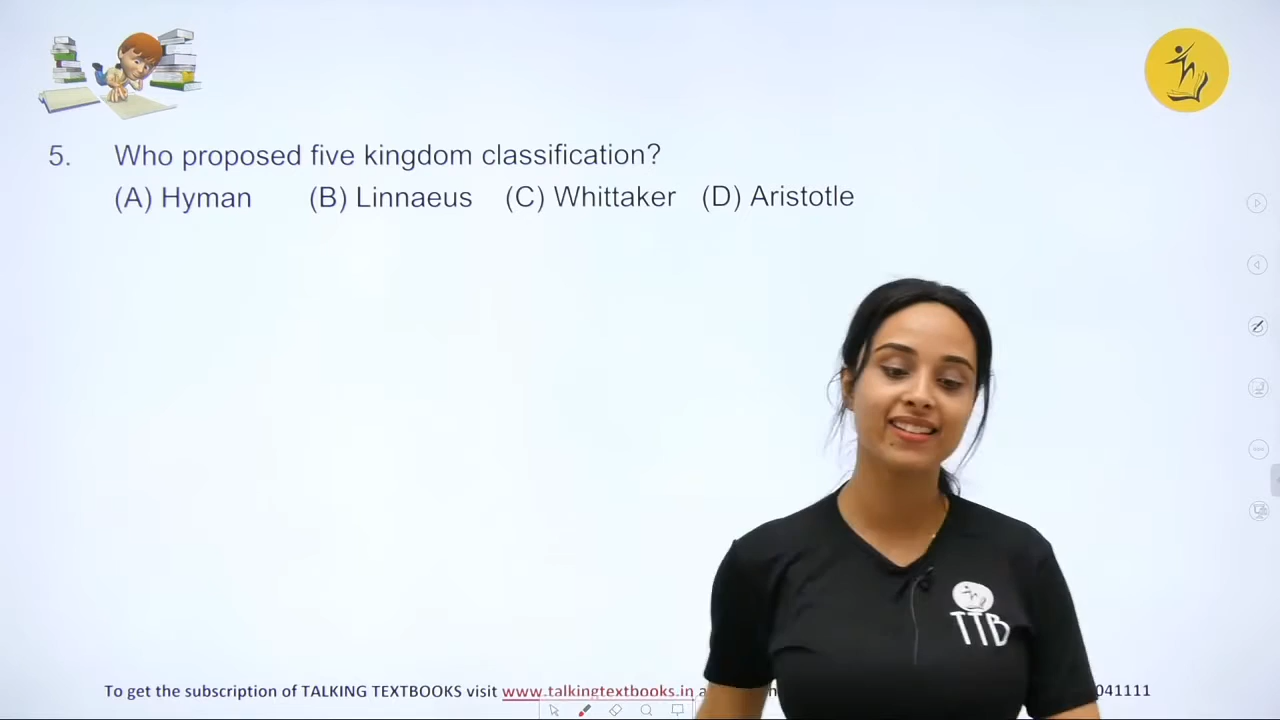 5. Who proposed five kingdom classification?
(A) Hyman (B) Linnaeus (C) Whittaker (D) Aristotle
TTB
To get the subscription of TALKING TEXTBOOKS visit www.talkingtextbooks.in 041111